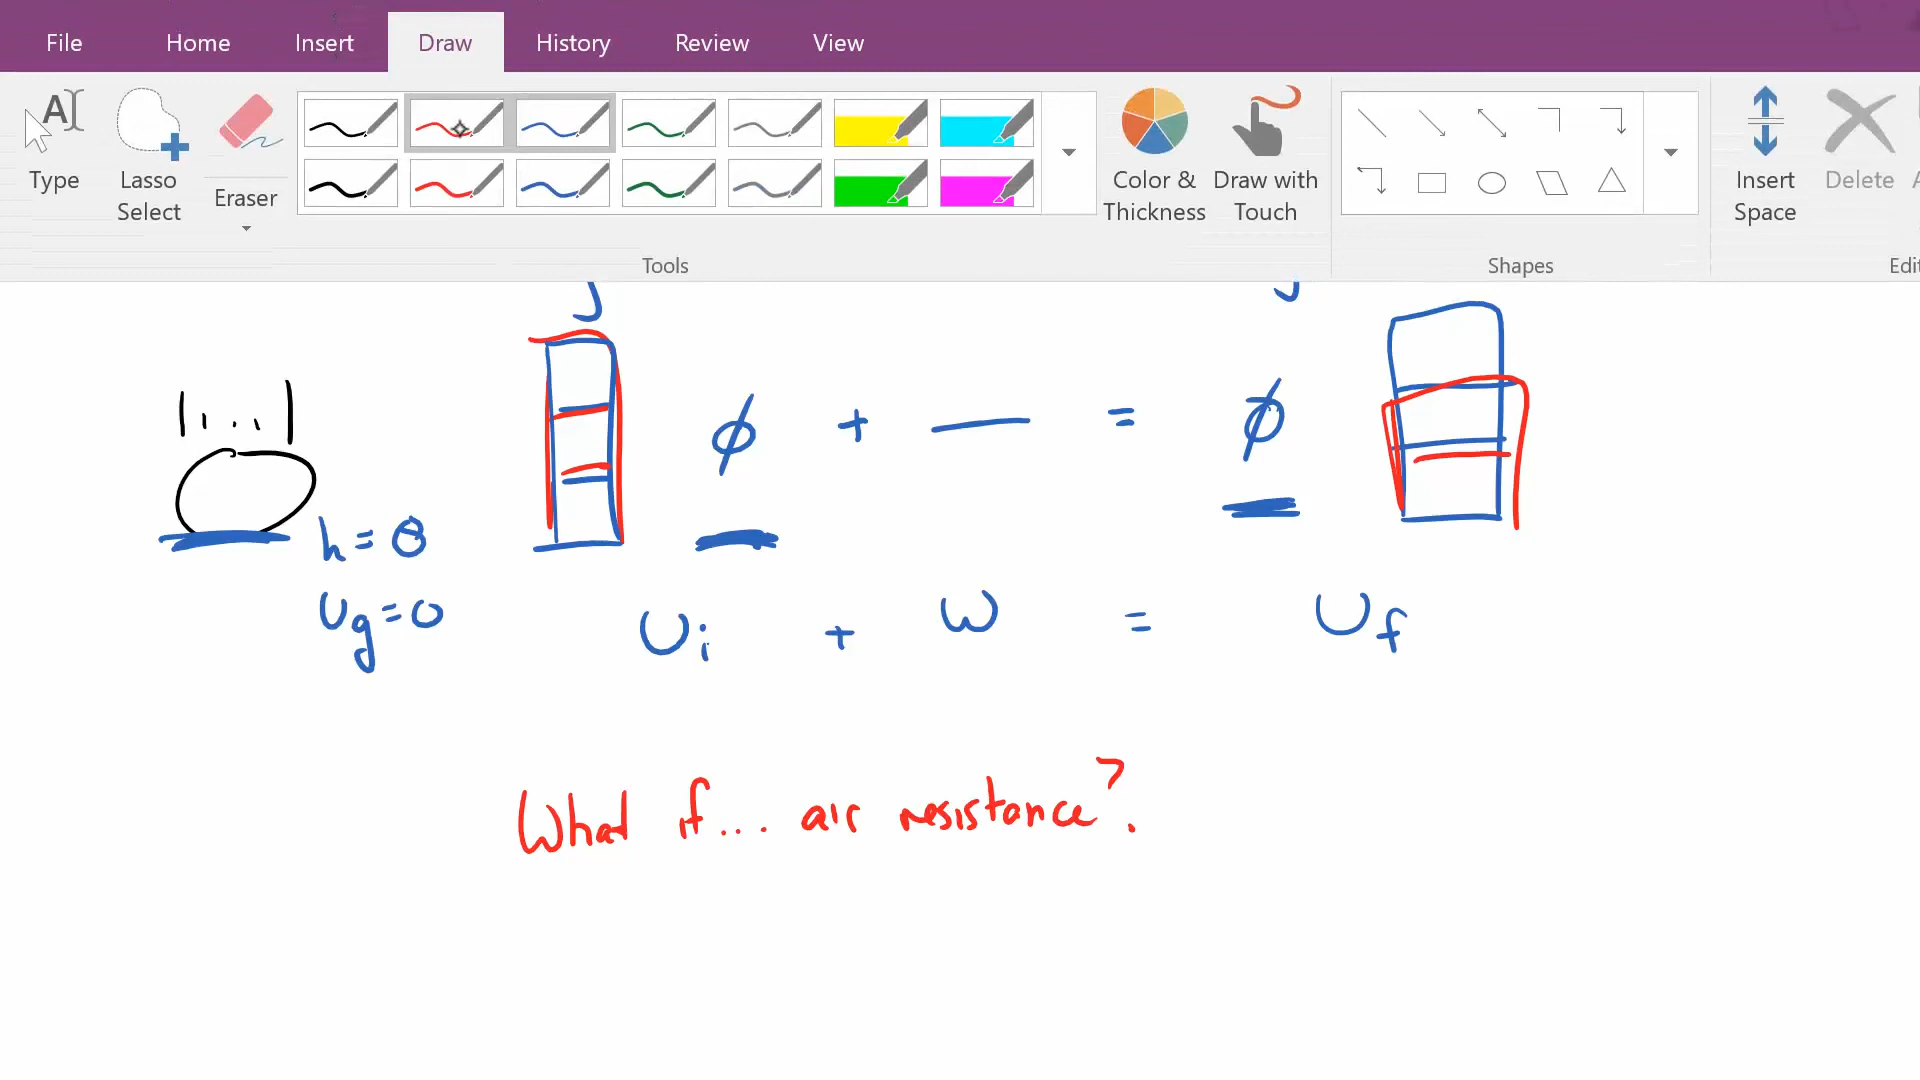 File Home Insert Draw History Review View
Type
Lasso Select
Eraser
Color & Thickness
Draw with Touch
Insert Space
Delete
Tools
Shapes
Edit
ϕ + — = ϕ
h = θ
Ug = 0
Ui + W = Uf
What if... air resistance?